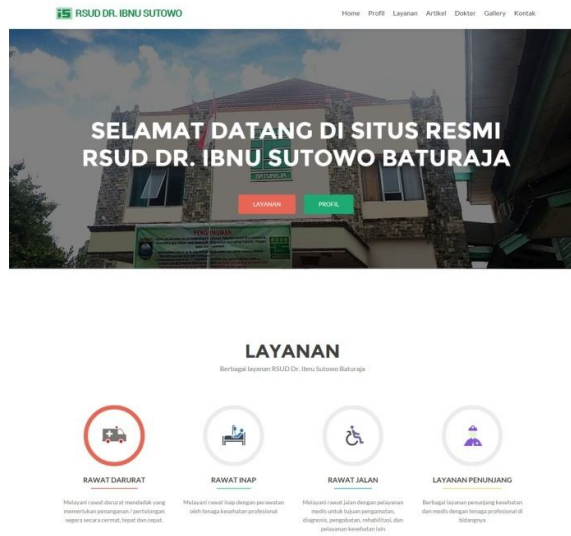 RSUD DR. IBNU SUTOWO
Home Profil Layanan Artikel Dokter Gallery Kontak
SELAMAT DATANG DI SITUS RESMI
RSUD DR. IBNU SUTOWO BATURAJA
LAYANAN PROFIL
BATURAJA
PENGUMUMAN
LAYANAN
Berbagai layanan RSUD Dr. Ibnu Sutowo Baturaja
RAWAT DARURAT
Melayani rawat darurat mendadak yang
memerlukan penanganan / pertolongan
segera secara cermat, tepat dan cepat.
RAWAT INAP
Melayani rawat inap dengan perawatan
oleh tenaga kesehatan profesional
RAWAT JALAN
Melayani rawat jalan dengan pelayanan
medis untuk tujuan pengamatan,
diagnosis, pengobatan, rehabilitasi, dan
pelayanan kesehatan lain
LAYANAN PENUNJANG
Berbagai layanan penunjang kesehatan
dan medis dengan tenaga profesional di
bidangnya